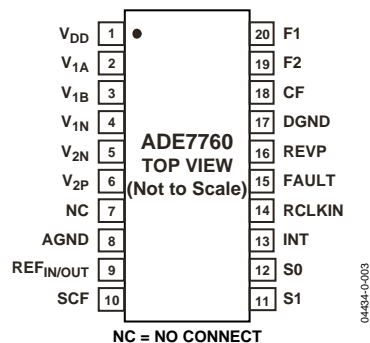 VDD 1
V1A 2
V1B 3
V1N 4
V2N 5
V2P 6
NC 7
AGND 8
REFIN/OUT 9
SCF 10
ADE7760
TOP VIEW
(Not to Scale)
20 F1
19 F2
18 CF
17 DGND
16 REVP
15 FAULT
14 RCLKIN
13 INT
12 S0
11 S1
04434-0-003
NC = NO CONNECT